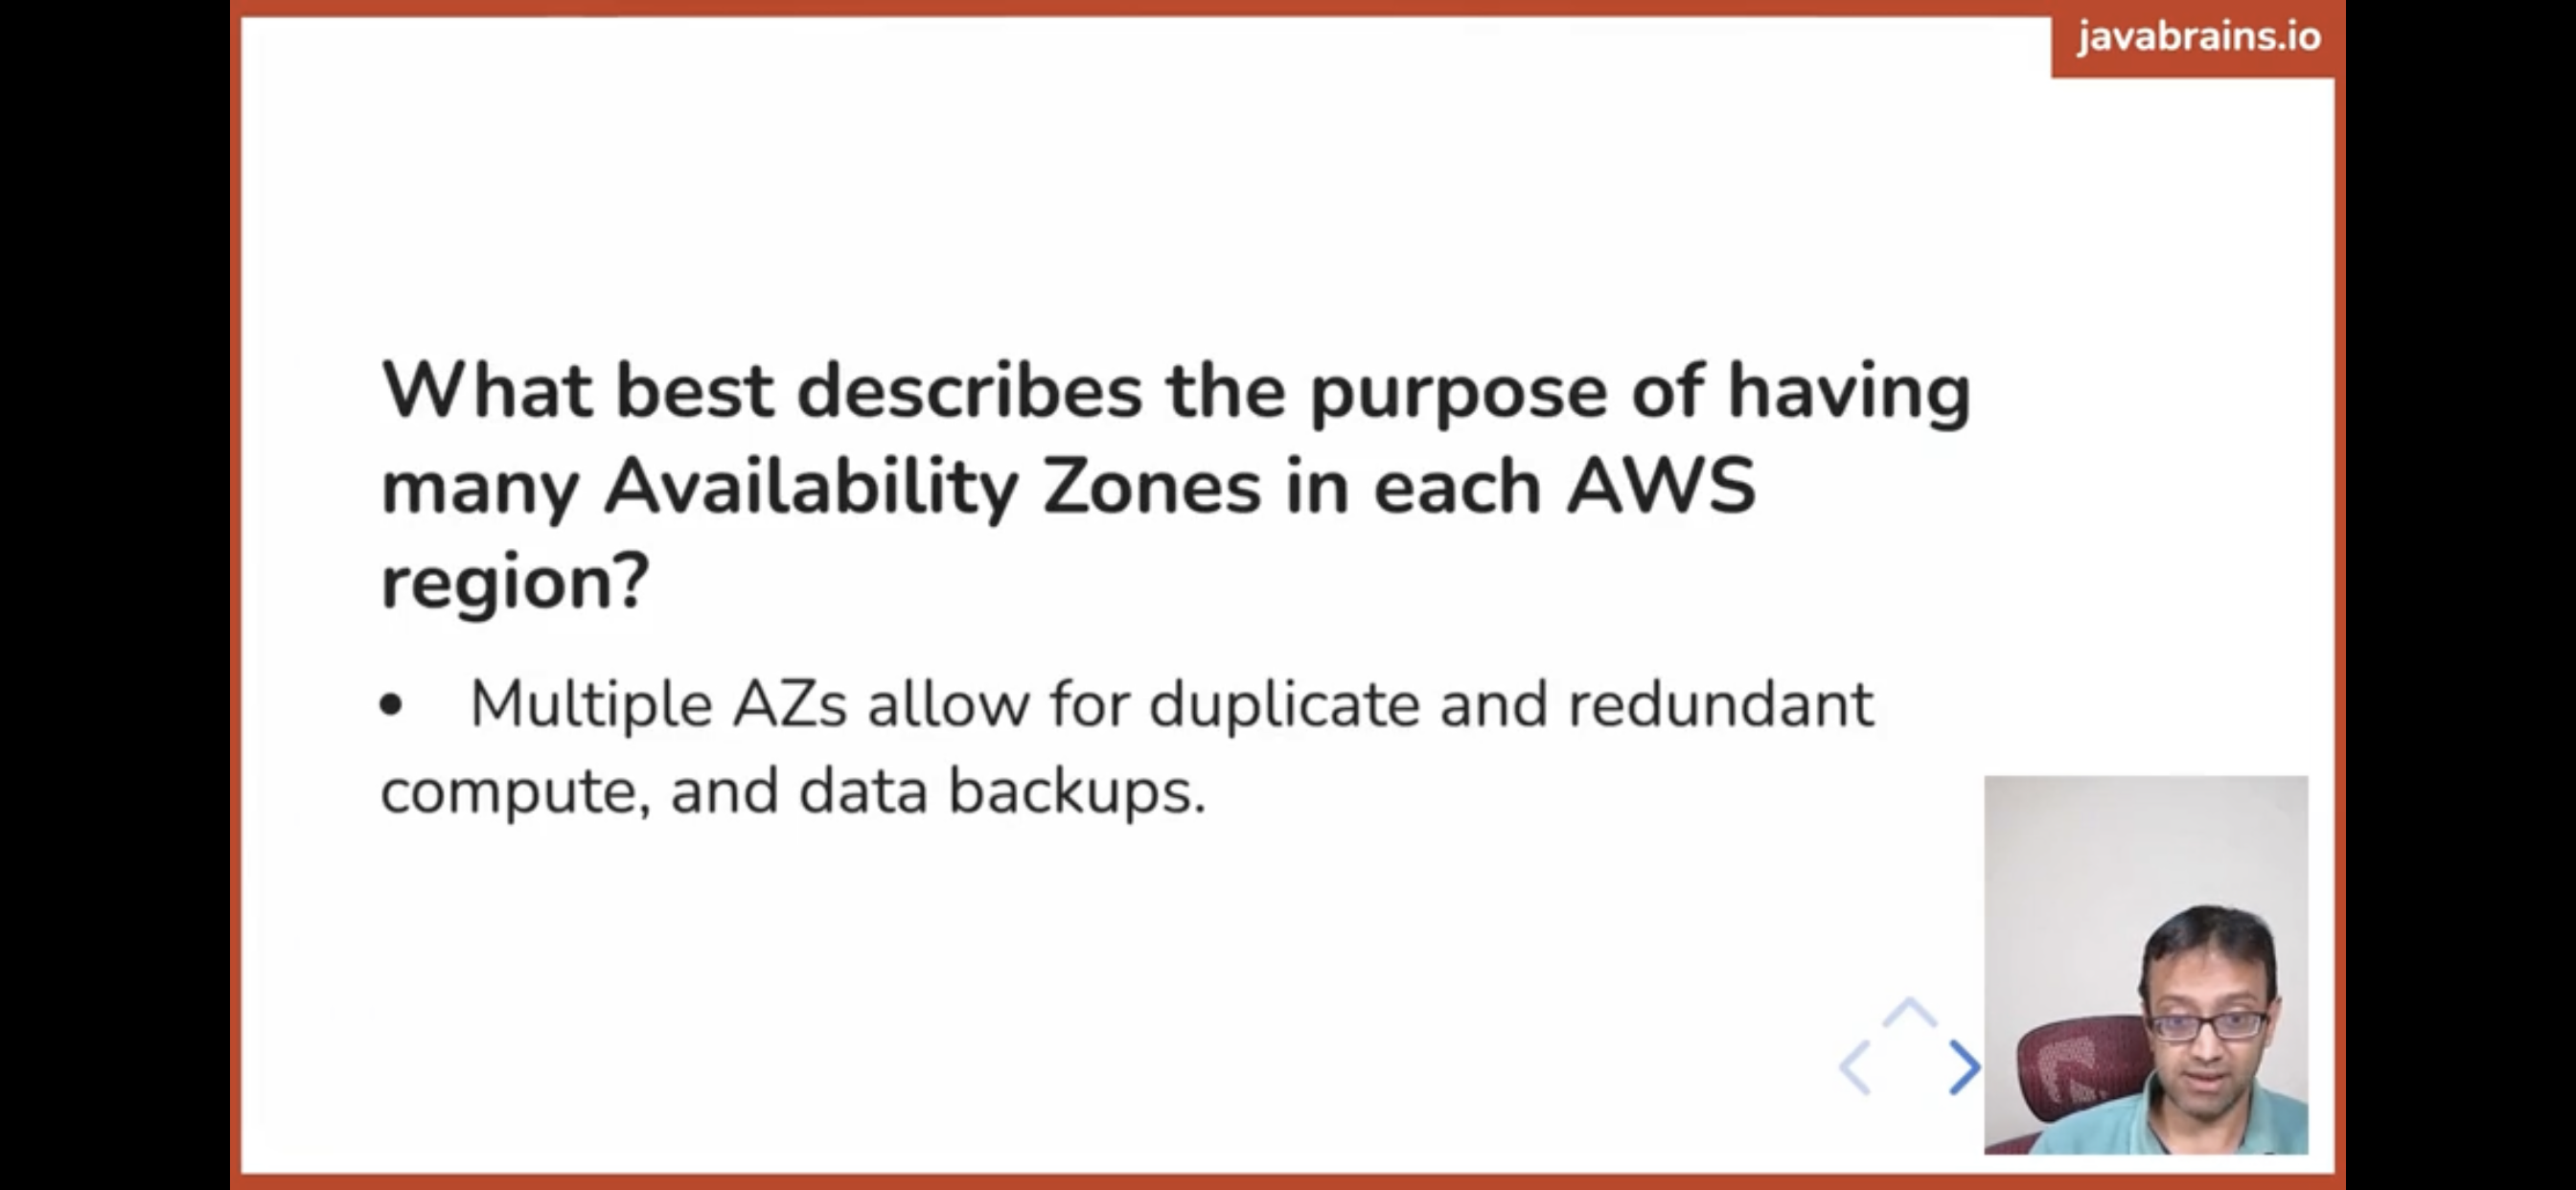 javabrains.io
What best describes the purpose of having
many Availability Zones in each AWS
region?
• Multiple AZs allow for duplicate and redundant
compute, and data backups.